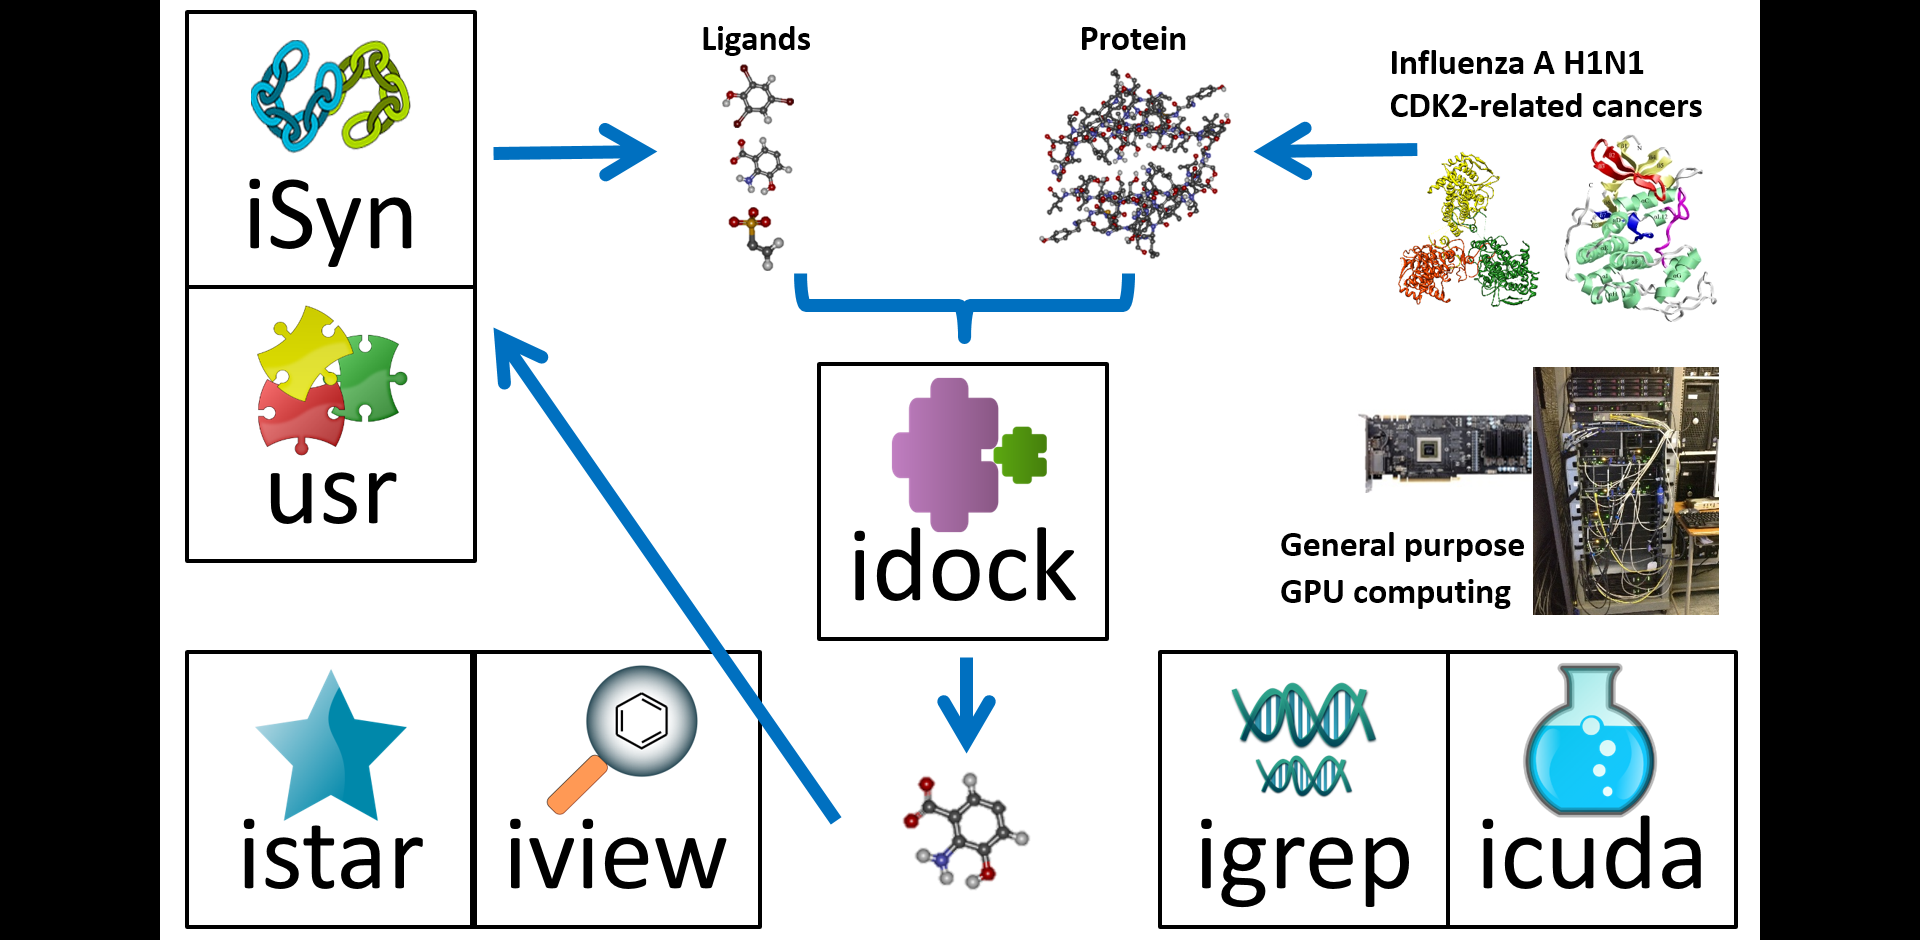 iSyn
usr
Ligands
Protein
Influenza A H1N1
CDK2-related cancers
idock
General purpose
GPU computing
istar
iview
igrep
icuda